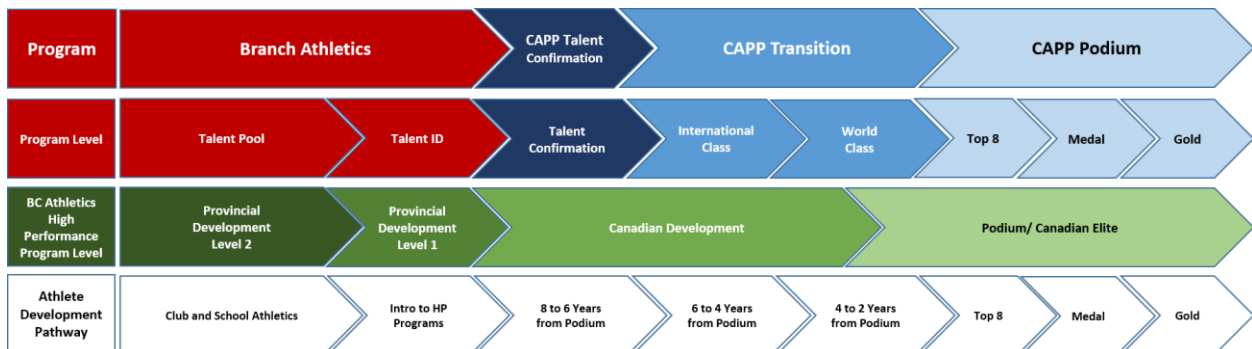 Program
Branch Athletics
CAPP Talent
Confirmation
CAPP Transition
CAPP Podium
Program Level
Talent Pool
Talent ID
Talent
Confirmation
International
Class
World
Class
Top 8
Medal
Gold
BC Athletics
High
Performance
Program Level
Provincial
Development
Level 2
Provincial
Development
Level 1
Canadian Development
Podium/ Canadian Elite
Athlete
Development
Pathway
Club and School Athletics
Intro to HP
Programs
8 to 6 Years
from Podium
6 to 4 Years
from Podium
4 to 2 Years
from Podium
Top 8
Medal
Gold